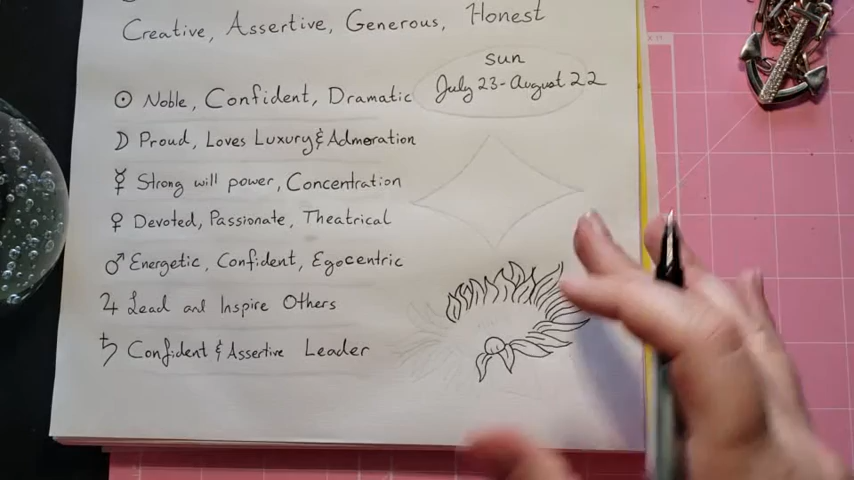 Creative, Assertive, Generous, Honest
sun
July 23-August 22
☉ Noble, Confident, Dramatic
☽ Proud, Loves Luxury & Admoration
☿ Strong will power, Concentration
♀ Devoted, Passionate, Theatrical
♂ Energetic, Confident, Egocentric
♃ Lead and Inspire Others
♄ Confident & Assertive Leader